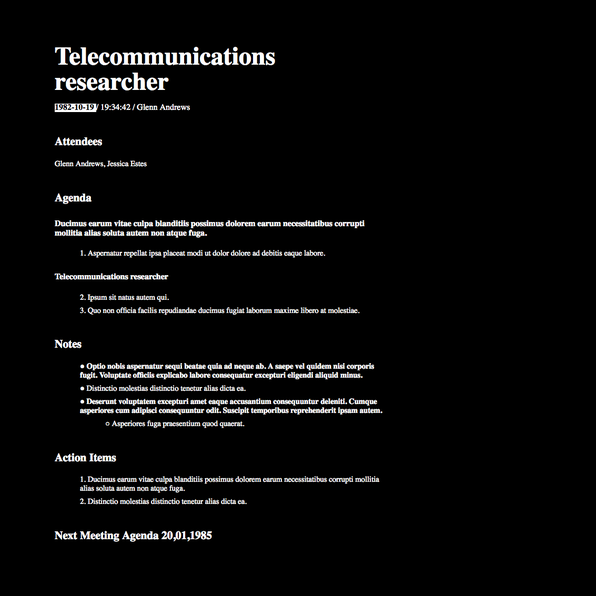 Telecommunications
researcher
1982-10-19 / 19:34:42 / Glenn Andrews
Attendees
Glenn Andrews, Jessica Estes
Agenda
Ducimus earum vitae culpa blanditiis possimus dolorem earum necessitatibus corrupti
mollitia alias soluta autem non atque fuga.
1. Aspernatur repellat ipsa placeat modi ut dolor dolore ad debitis eaque labore.
Telecommunications researcher
2. Ipsum sit natus autem qui.
3. Quo non officia facilis repudiandae ducimus fugiat laborum maxime libero at molestiae.
Notes
● Optio nobis aspernatur sequi beatae quia ad neque ab. A saepe vel quidem nisi corporis
fugit. Voluptate officiis explicabo labore consequatur excepturi eligendi aliquid minus.
● Distinctio molestias distinctio tenetur alias dicta ea.
● Deserunt voluptatem excepturi amet eaque accusantium consequuntur deleniti. Cumque
asperiores cum adipisci consequuntur odit. Suscipit temporibus reprehenderit ipsam autem.
○ Asperiores fuga praesentium quod quaerat.
Action Items
1. Ducimus earum vitae culpa blanditiis possimus dolorem earum necessitatibus corrupti mollitia
alias soluta autem non atque fuga.
2. Distinctio molestias distinctio tenetur alias dicta ea.
Next Meeting Agenda 20,01,1985